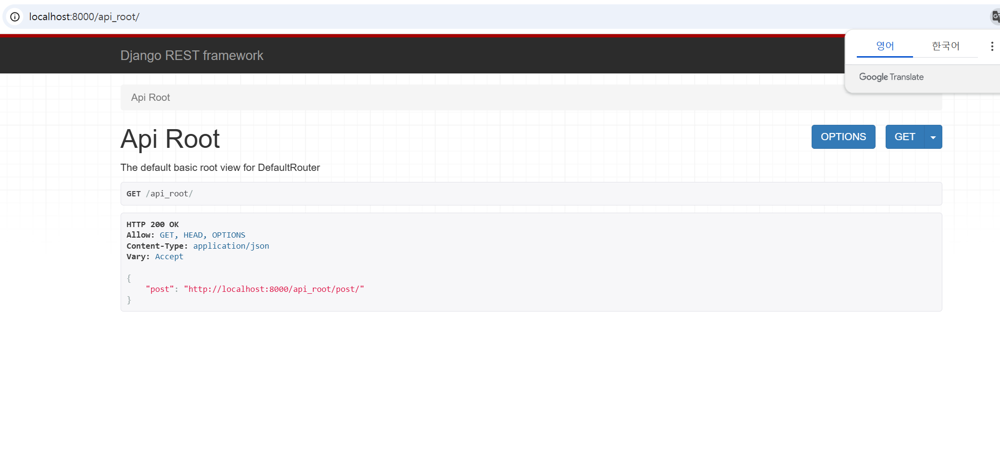 localhost:8000/api_root/
영어 한국어
Google Translate
Django REST framework
Api Root
Api Root
OPTIONS GET
The default basic root view for DefaultRouter
GET /api_root/
HTTP 200 OK
Allow: GET, HEAD, OPTIONS
Content-Type: application/json
Vary: Accept
{
    "post": "http://localhost:8000/api_root/post/"
}